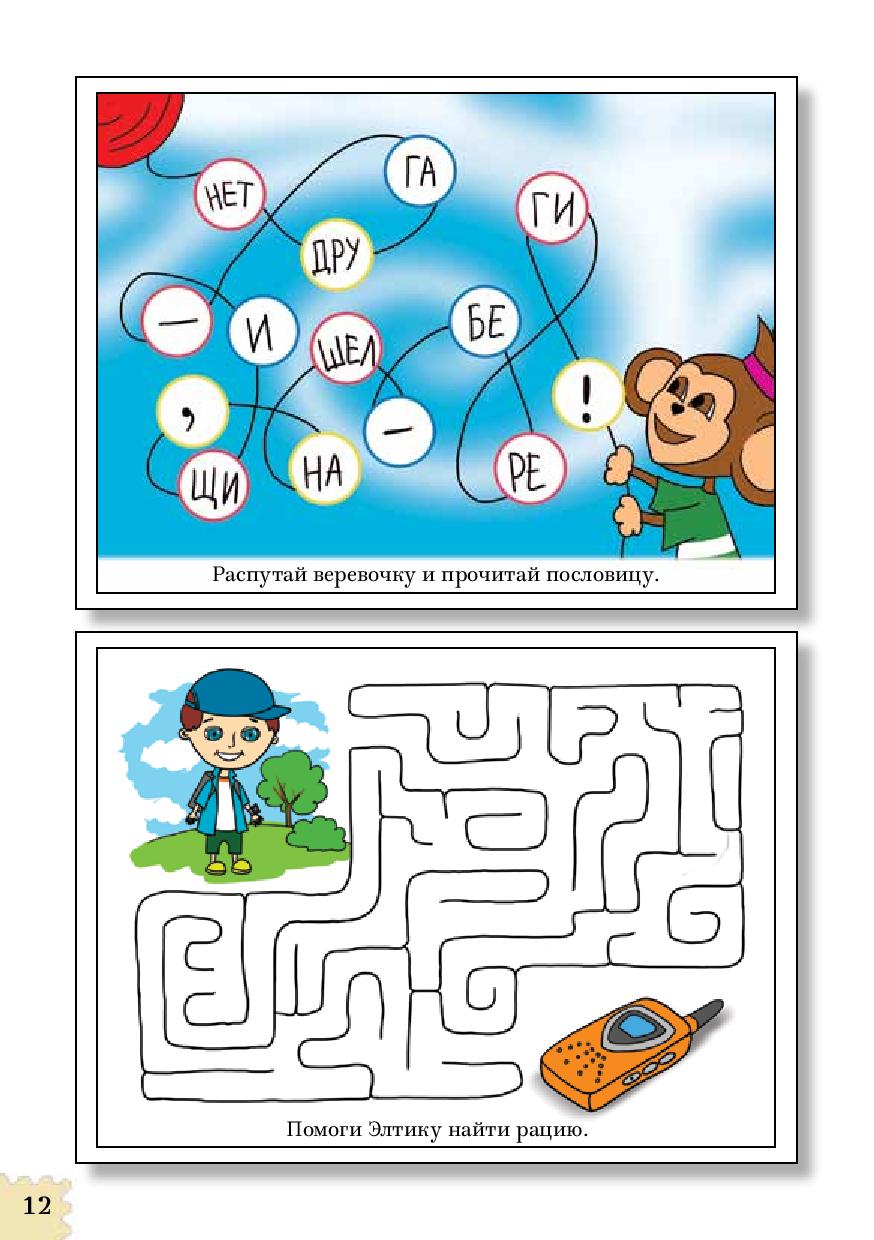 НЕТ
ГА
ГИ
ДРУ
—
И
ШЕЛ
БЕ
,
–
!
ЩИ
НА
РЕ
Распутай веревочку и прочитай пословицу.
Помоги Элтику найти рацию.
12